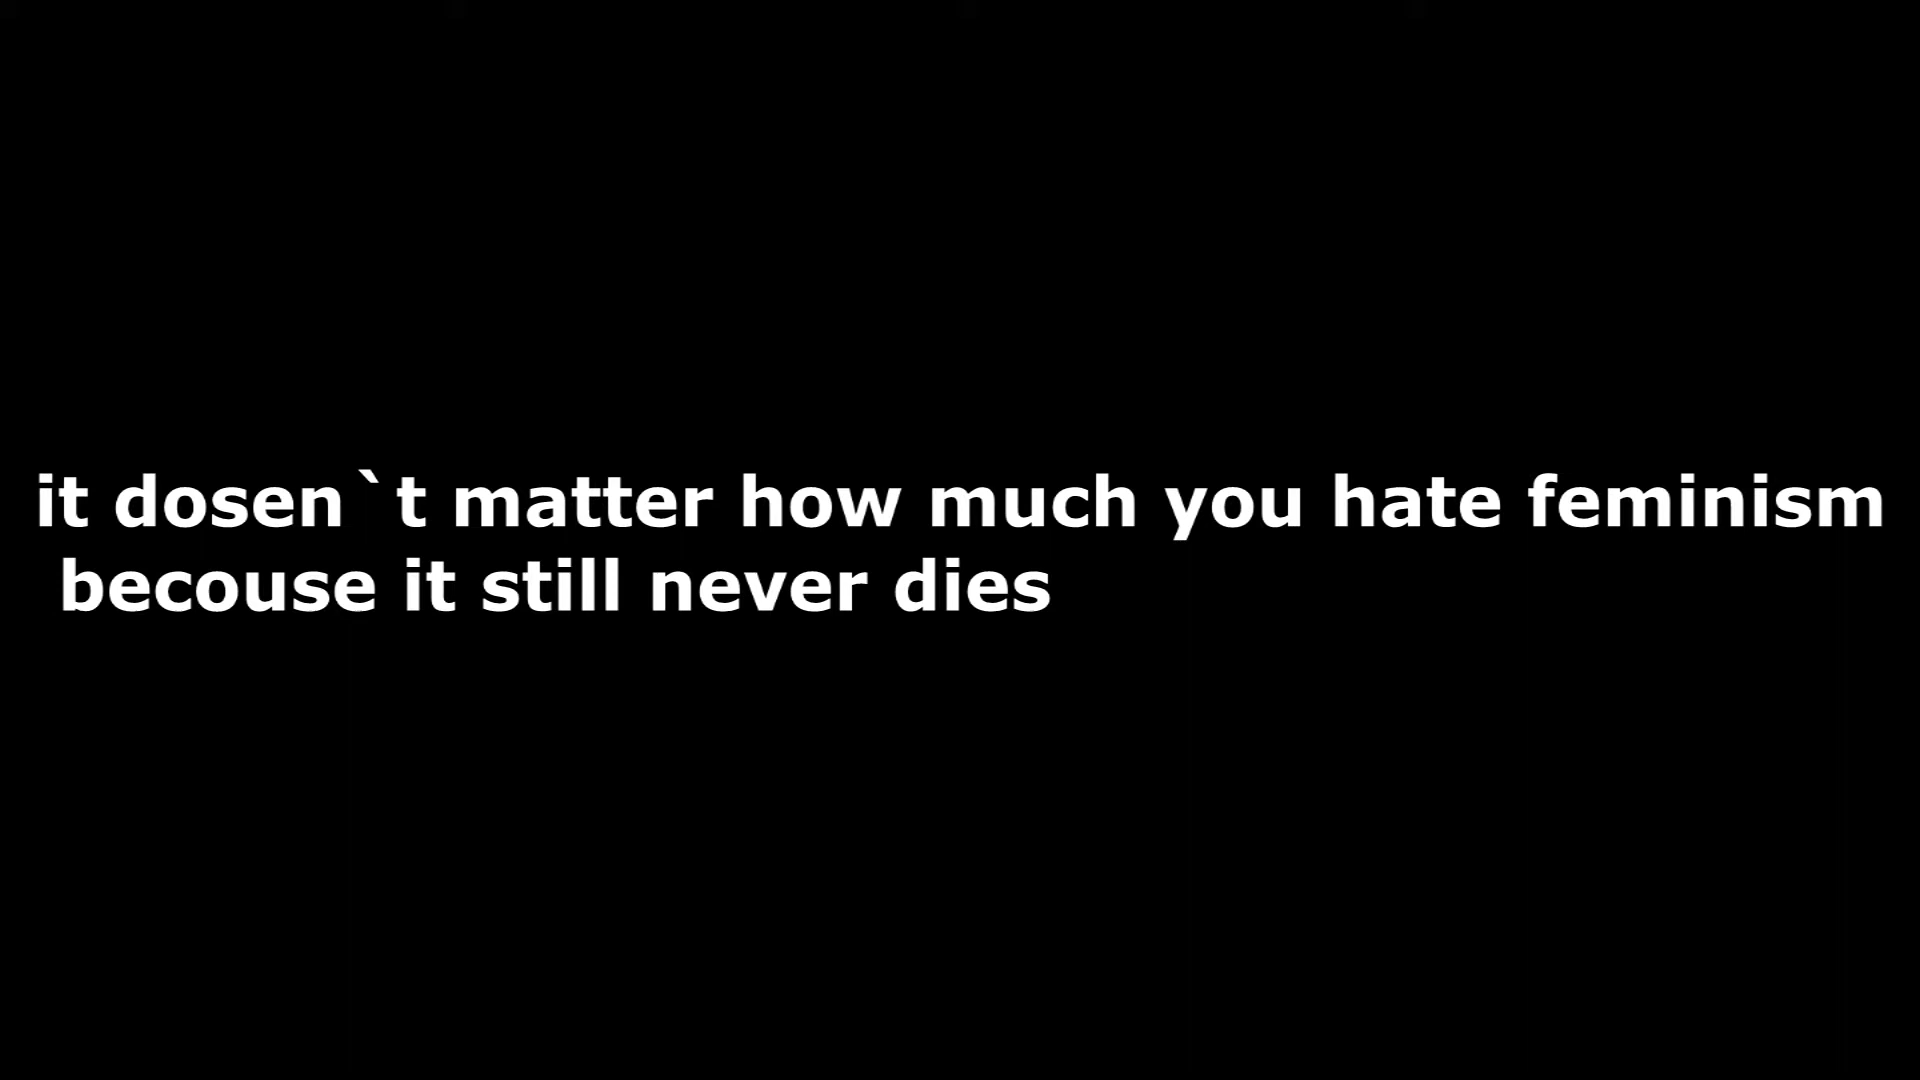 it dosen`t matter how much you hate feminism
becouse it still never dies